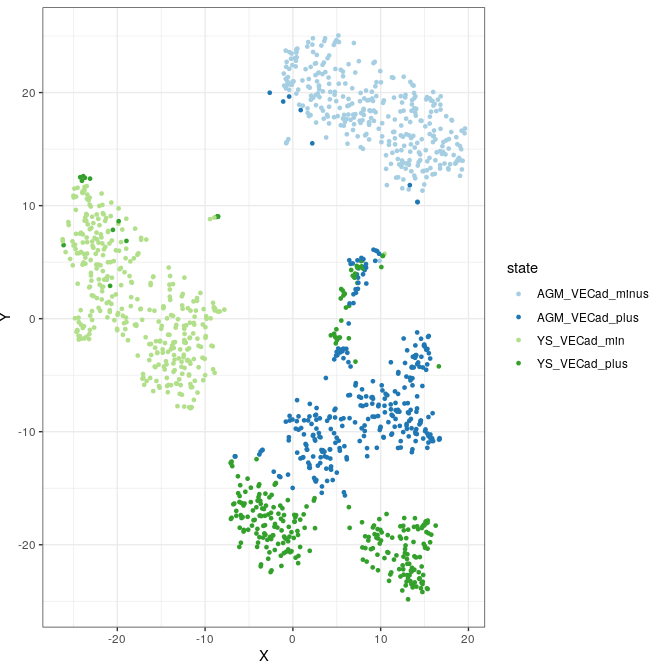 20
10
0
-10
-20
Y
-20 -10 0 10 20
X
state
AGM_VECad_minus
AGM_VECad_plus
YS_VECad_min
YS_VECad_plus